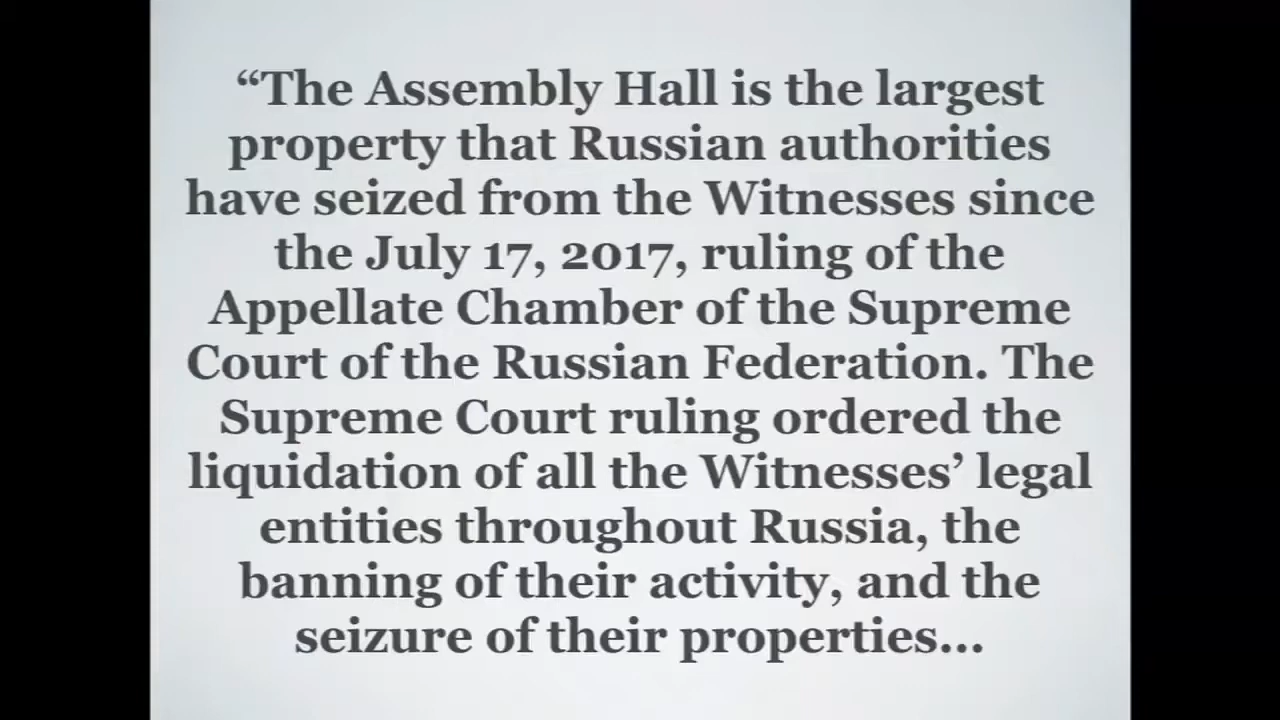 “The Assembly Hall is the largest
property that Russian authorities
have seized from the Witnesses since
the July 17, 2017, ruling of the
Appellate Chamber of the Supreme
Court of the Russian Federation. The
Supreme Court ruling ordered the
liquidation of all the Witnesses’ legal
entities throughout Russia, the
banning of their activity, and the
seizure of their properties...